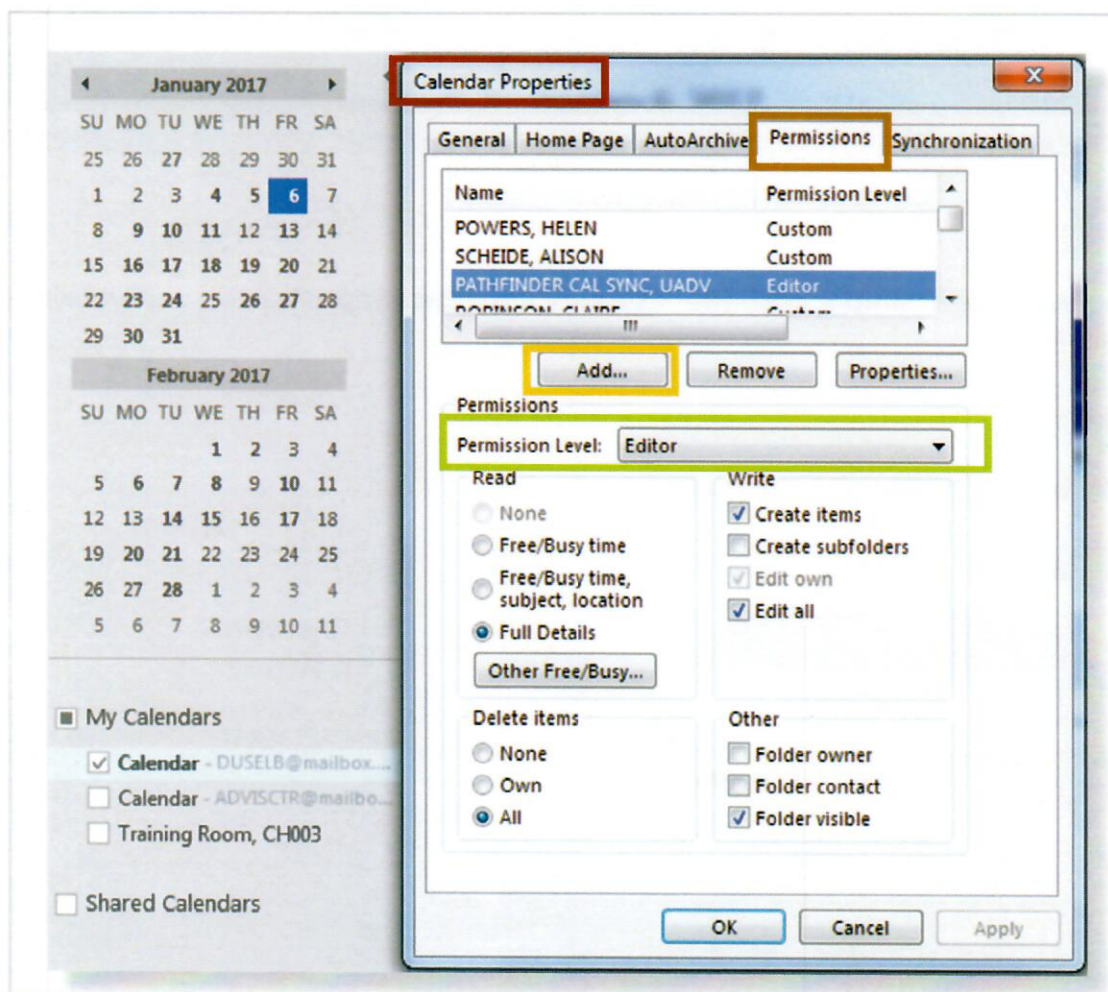 January 2017
SU MO TU WE TH FR SA
25 26 27 28 29 30 31
1 2 3 4 5 6 7
8 9 10 11 12 13 14
15 16 17 18 19 20 21
22 23 24 25 26 27 28
29 30 31
February 2017
SU MO TU WE TH FR SA
1 2 3 4
5 6 7 8 9 10 11
12 13 14 15 16 17 18
19 20 21 22 23 24 25
26 27 28 1 2 3 4
5 6 7 8 9 10 11
My Calendars
Calendar - DUSELB@mailbox....
Calendar - ADVISCTR@mailbo...
Training Room, CH003
Shared Calendars
Calendar Properties
General Home Page AutoArchive Permissions Synchronization
Name Permission Level
POWERS, HELEN Custom
SCHEIDE, ALISON Custom
PATHFINDER CAL SYNC, UADV Editor
ROBINSON, CLAIRE Custom
Add... Remove Properties...
Permissions
Permission Level: Editor
Read
None
Free/Busy time
Free/Busy time,
subject, location
Full Details
Other Free/Busy...
Write
Create items
Create subfolders
Edit own
Edit all
Delete items
None
Own
All
Other
Folder owner
Folder contact
Folder visible
OK Cancel Apply